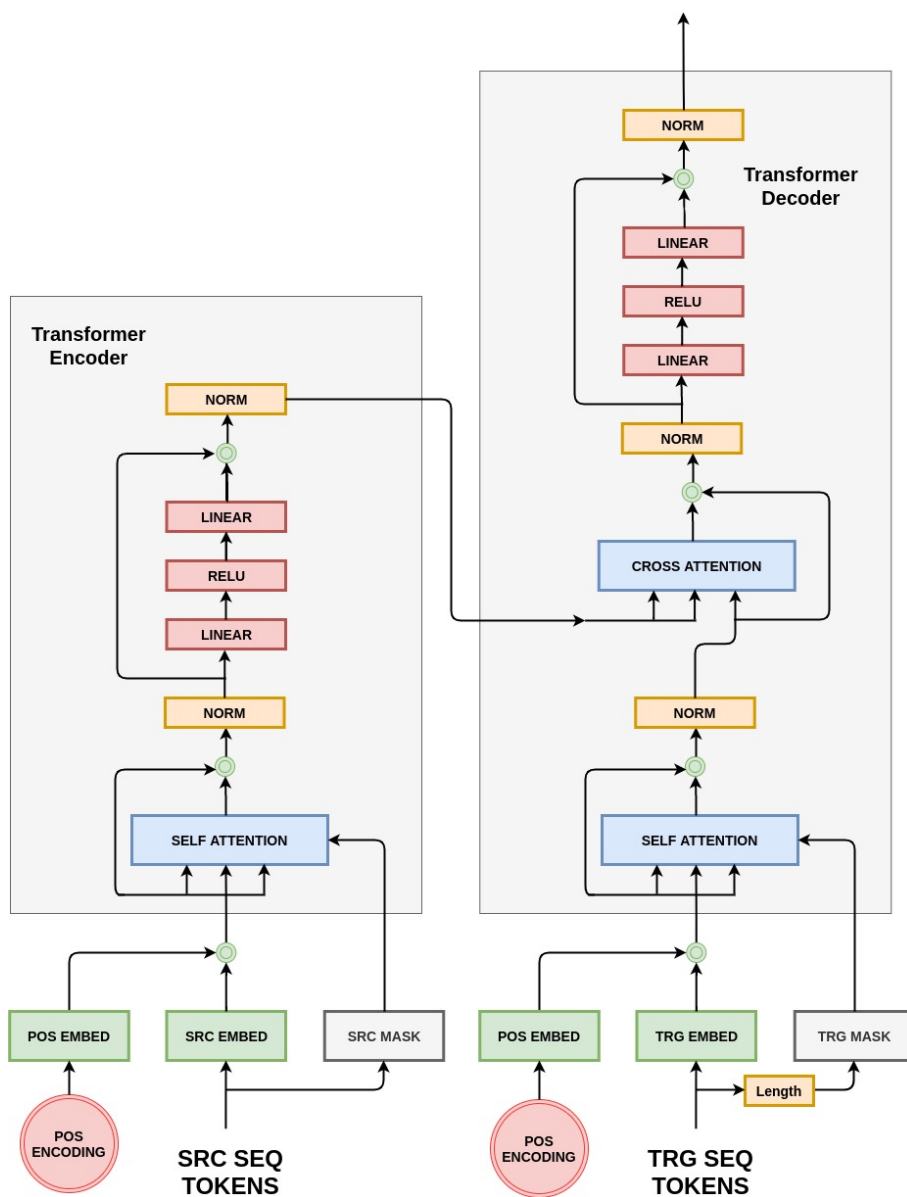 Transformer
Encoder
NORM
LINEAR
RELU
LINEAR
NORM
SELF ATTENTION
POS EMBED
SRC EMBED
SRC MASK
POS
ENCODING
SRC SEQ
TOKENS
Transformer
Decoder
NORM
LINEAR
RELU
LINEAR
NORM
CROSS ATTENTION
NORM
SELF ATTENTION
POS EMBED
TRG EMBED
TRG MASK
Length
POS
ENCODING
TRG SEQ
TOKENS